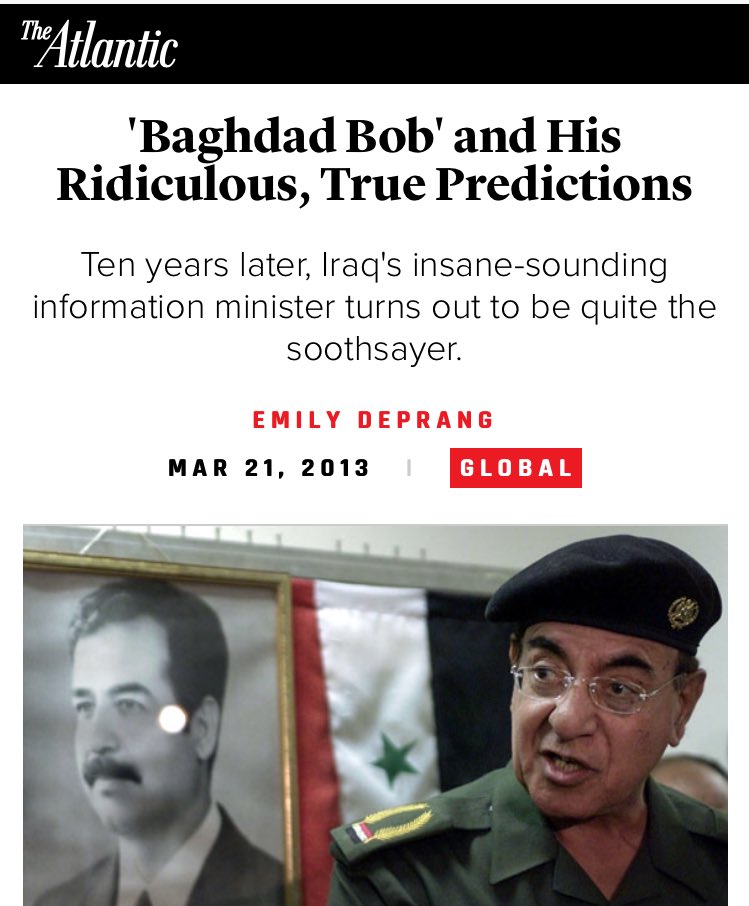 The Atlantic
'Baghdad Bob' and His
Ridiculous, True Predictions
Ten years later, Iraq's insane-sounding
information minister turns out to be quite the
soothsayer.
EMILY DEPRANG
MAR 21, 2013 | GLOBAL